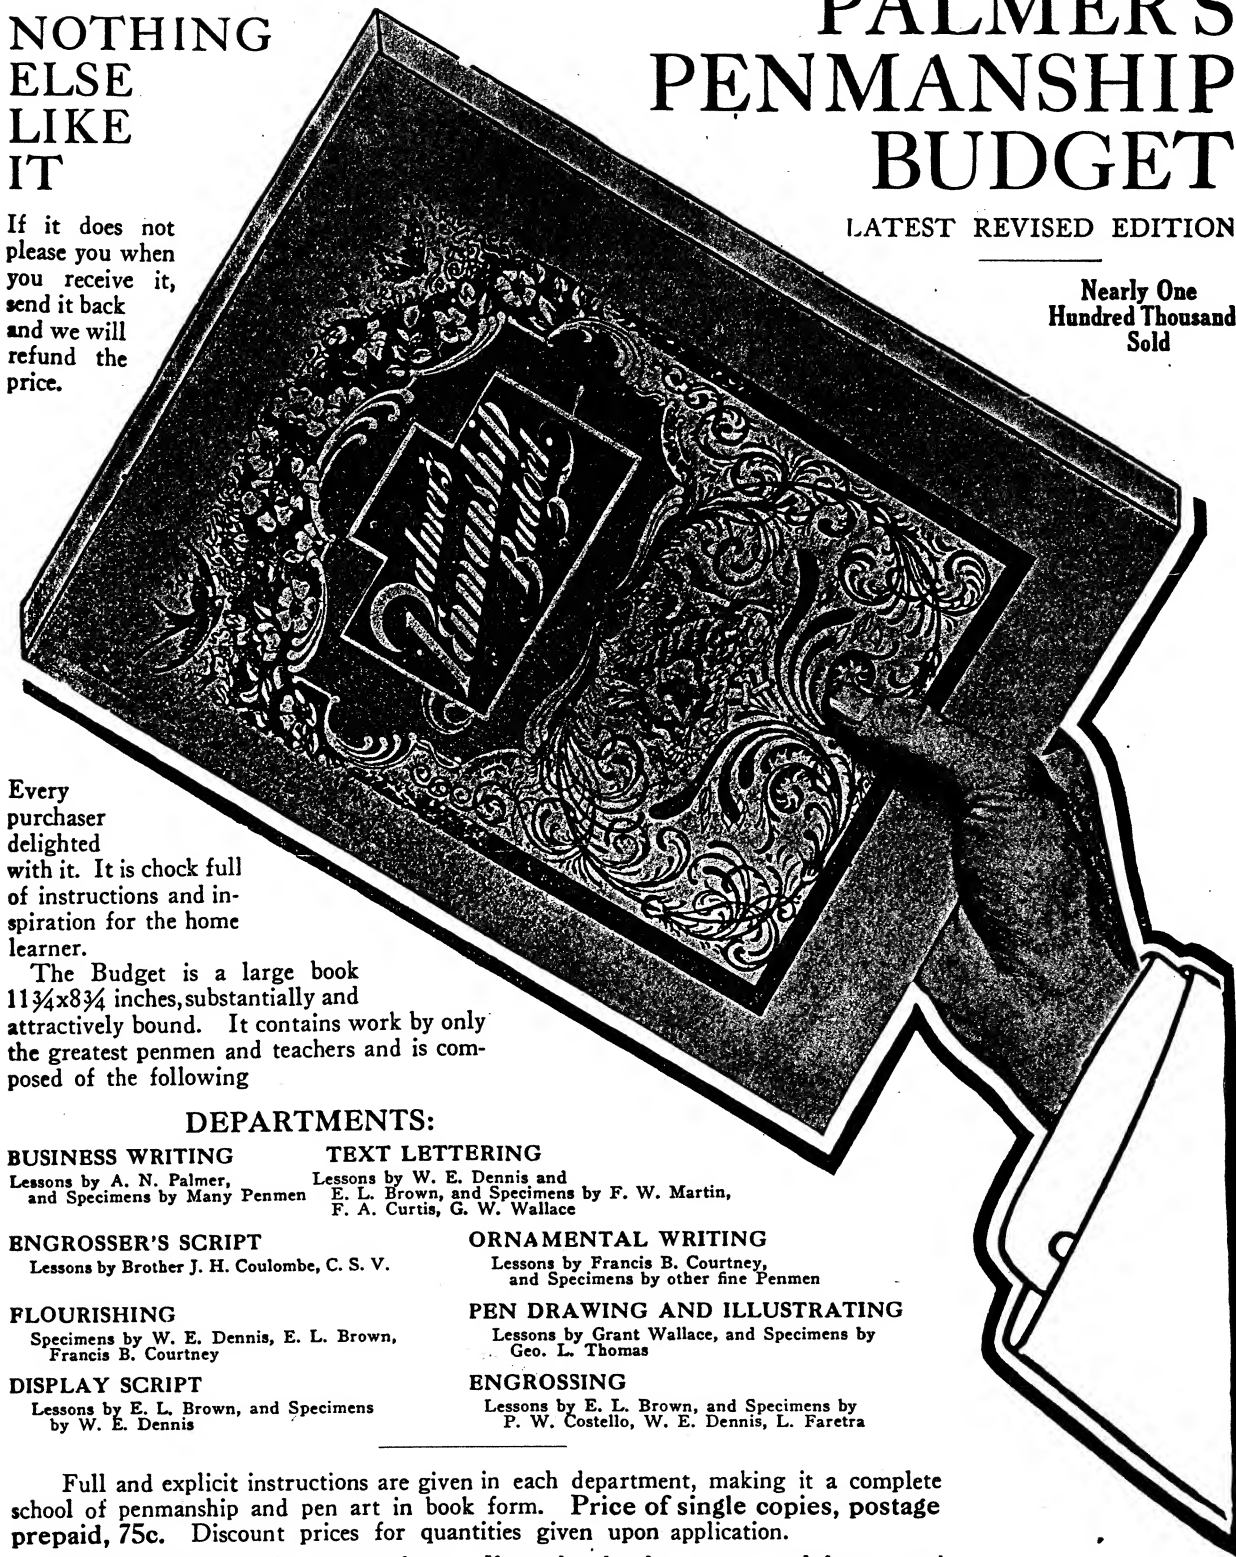 NOTHING
ELSE
LIKE
IT
If it does not
please you when
you receive it,
send it back
and we will
refund the
price.
PALMER'S
PENMANSHIP
BUDGET
LATEST REVISED EDITION
Nearly One
Hundred Thousand
Sold
Palmer's
Penmanship
Budget
Every
purchaser
delighted
with it. It is chock full
of instructions and in-
spiration for the home
learner.
The Budget is a large book
11¾x8¾ inches, substantially and
attractively bound. It contains work by only
the greatest penmen and teachers and is com-
posed of the following
DEPARTMENTS:
BUSINESS WRITING
Lessons by A. N. Palmer,
and Specimens by Many Penmen
TEXT LETTERING
Lessons by W. E. Dennis and
E. L. Brown, and Specimens by F. W. Martin,
F. A. Curtis, G. W. Wallace
ENGROSSER'S SCRIPT
Lessons by Brother J. H. Coulombe, C. S. V.
ORNAMENTAL WRITING
Lessons by Francis B. Courtney,
and Specimens by other fine Penmen
FLOURISHING
Specimens by W. E. Dennis, E. L. Brown,
Francis B. Courtney
PEN DRAWING AND ILLUSTRATING
Lessons by Grant Wallace, and Specimens by
Geo. L. Thomas
DISPLAY SCRIPT
Lessons by E. L. Brown, and Specimens
by W. E. Dennis
ENGROSSING
Lessons by E. L. Brown, and Specimens by
P. W. Costello, W. E. Dennis, L. Faretra
Full and explicit instructions are given in each department, making it a complete
school of penmanship and pen art in book form. Price of single copies, postage
prepaid, 75c. Discount prices for quantities given upon application.